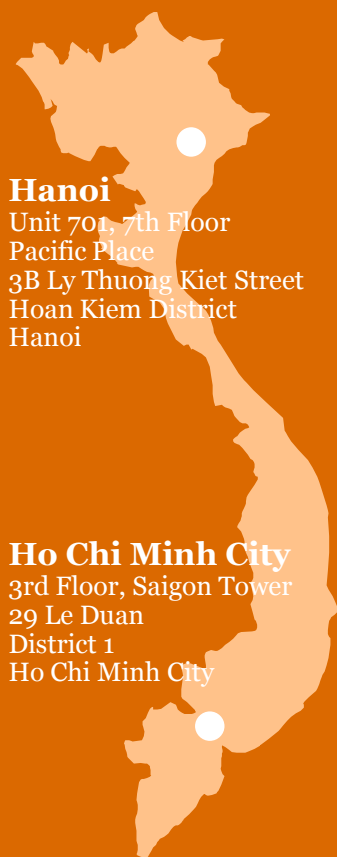 Hanoi
Unit 701, 7th Floor
Pacific Place
3B Ly Thuong Kiet Street
Hoan Kiem District
Hanoi
Ho Chi Minh City
3rd Floor, Saigon Tower
29 Le Duan
District 1
Ho Chi Minh City